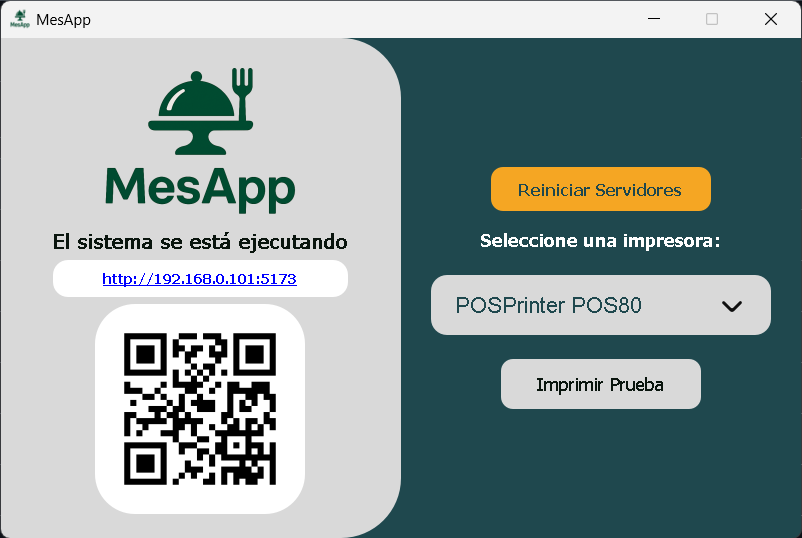 MesApp
MesApp
El sistema se está ejecutando
http://192.168.0.101:5173
Reiniciar Servidores
Seleccione una impresora:
POSPrinter POS80
Imprimir Prueba